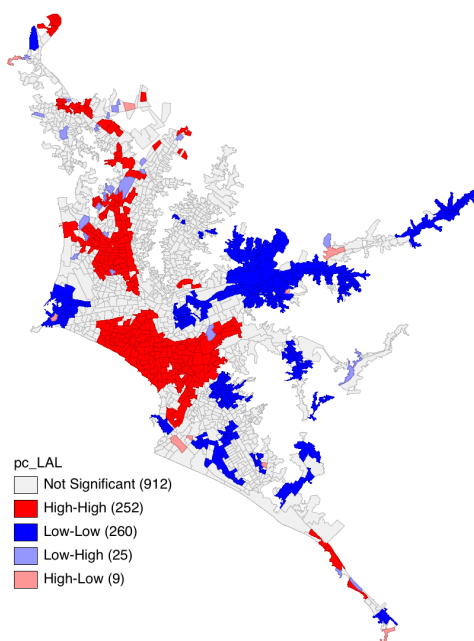 pc_LAL
Not Significant (912)
High-High (252)
Low-Low (260)
Low-High (25)
High-Low (9)